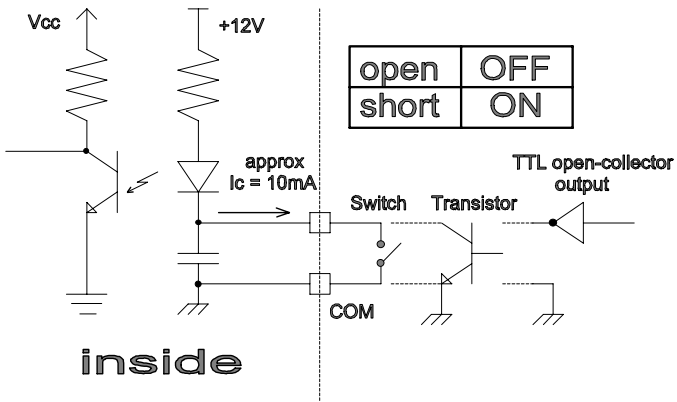 Vcc
+12V
open OFF
short ON
approx
Ic = 10mA
TTL open-collector
output
Switch
Transistor
COM
inside